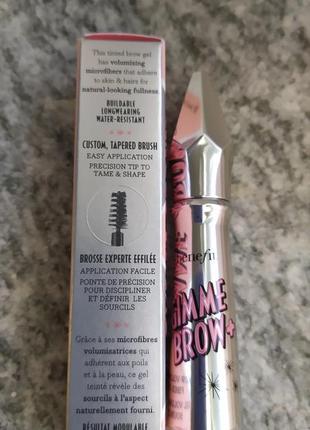 This tinted brow gel
has volumizing
microfibers that adhere
to skin & hairs for
natural-looking fullness.
BUILDABLE
LONGWEARING
WATER-RESISTANT
CUSTOM, TAPERED BRUSH
EASY APPLICATION
PRECISION TIP TO
TAME & SHAPE
BROSSE EXPERTE EFFILÉE
APPLICATION FACILE
POINTE DE PRÉCISION
POUR DISCIPLINER
ET DÉFINIR LES
SOURCILS
Grâce à ses microfibres
volumisatrices qui
adhèrent aux poils
et à la peau, ce gel
teinté révèle des
sourcils à l'aspect
naturellement fourni.
RÉSULTAT MODULABLE
benefit
GIMME
BROW+